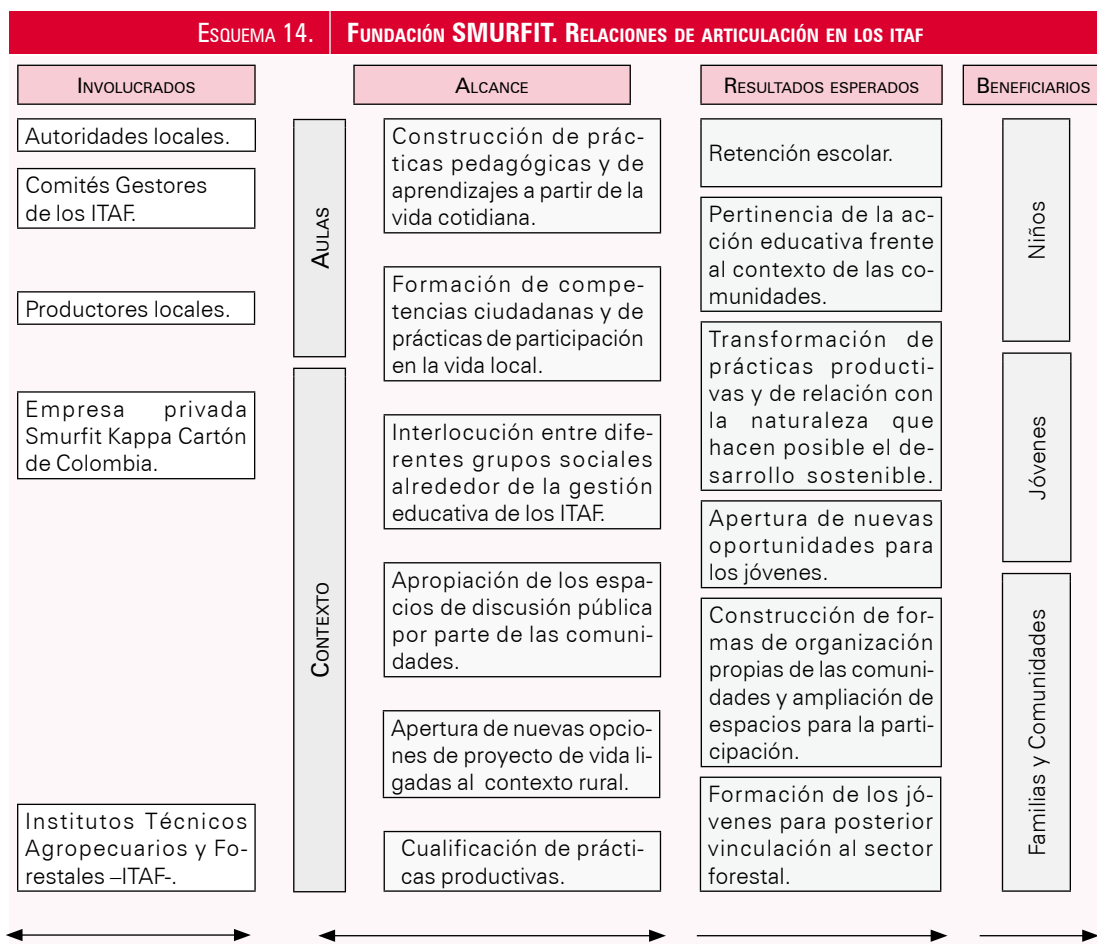 ESQUEMA 14. FUNDACIÓN SMURFIT. RELACIONES DE ARTICULACIÓN EN LOS ITAF
INVOLUCRADOS
Autoridades locales.
Comités Gestores
de los ITAF.
Productores locales.
Empresa privada
Smurfit Kappa Cartón
de Colombia.
Institutos Técnicos
Agropecuarios y Fo-
restales –ITAF-.
ALCANCE
AULAS
CONTEXTO
Construcción de prác-
ticas pedagógicas y de
aprendizajes a partir de la
vida cotidiana.
Formación de compe-
tencias ciudadanas y de
prácticas de participación
en la vida local.
Interlocución entre dife-
rentes grupos sociales
alrededor de la gestión
educativa de los ITAF.
Apropiación de los espa-
cios de discusión pública
por parte de las comuni-
dades.
Apertura de nuevas opcio-
nes de proyecto de vida li-
gadas al contexto rural.
Cualificación de prácti-
cas productivas.
RESULTADOS ESPERADOS
Retención escolar.
Pertinencia de la ac-
ción educativa frente
al contexto de las co-
munidades.
Transformación de
prácticas producti-
vas y de relación con
la naturaleza que
hacen posible el de-
sarrollo sostenible.
Apertura de nuevas
oportunidades para
los jóvenes.
Construcción de for-
mas de organización
propias de las comuni-
dades y ampliación de
espacios para la parti-
cipación.
Formación de los jó-
venes para posterior
vinculación al sector
forestal.
BENEFICIARIOS
Niños
Jóvenes
Familias y Comunidades